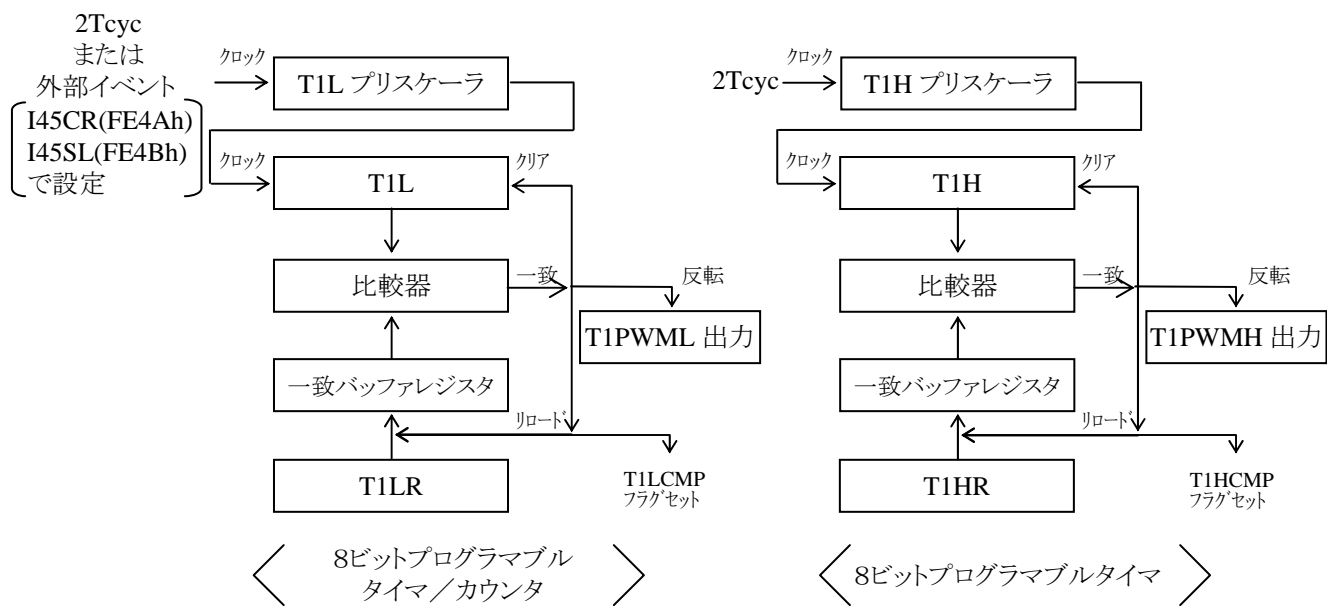 2Tcyc
または
外部イベント
I45CR(FE4Ah)
I45SL(FE4Bh)
で設定
クロック
T1L プリスケーラ
クロック
T1L
クリア
比較器
一致
反転
T1PWML 出力
一致バッファレジスタ
リロード
T1LR
T1LCMP
フラグセット
8ビットプログラマブル
タイマ/カウンタ
2Tcyc
クロック
T1H プリスケーラ
クロック
T1H
クリア
比較器
一致
反転
T1PWMH 出力
一致バッファレジスタ
リロード
T1HR
T1HCMP
フラグセット
8ビットプログラマブルタイマ